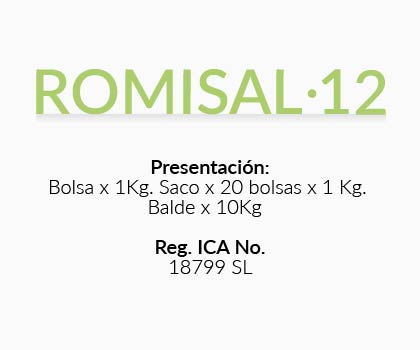 ROMISAL·12
Presentación:
Bolsa x 1Kg. Saco x 20 bolsas x 1 Kg.
Balde x 10Kg
Reg. ICA No.
18799 SL